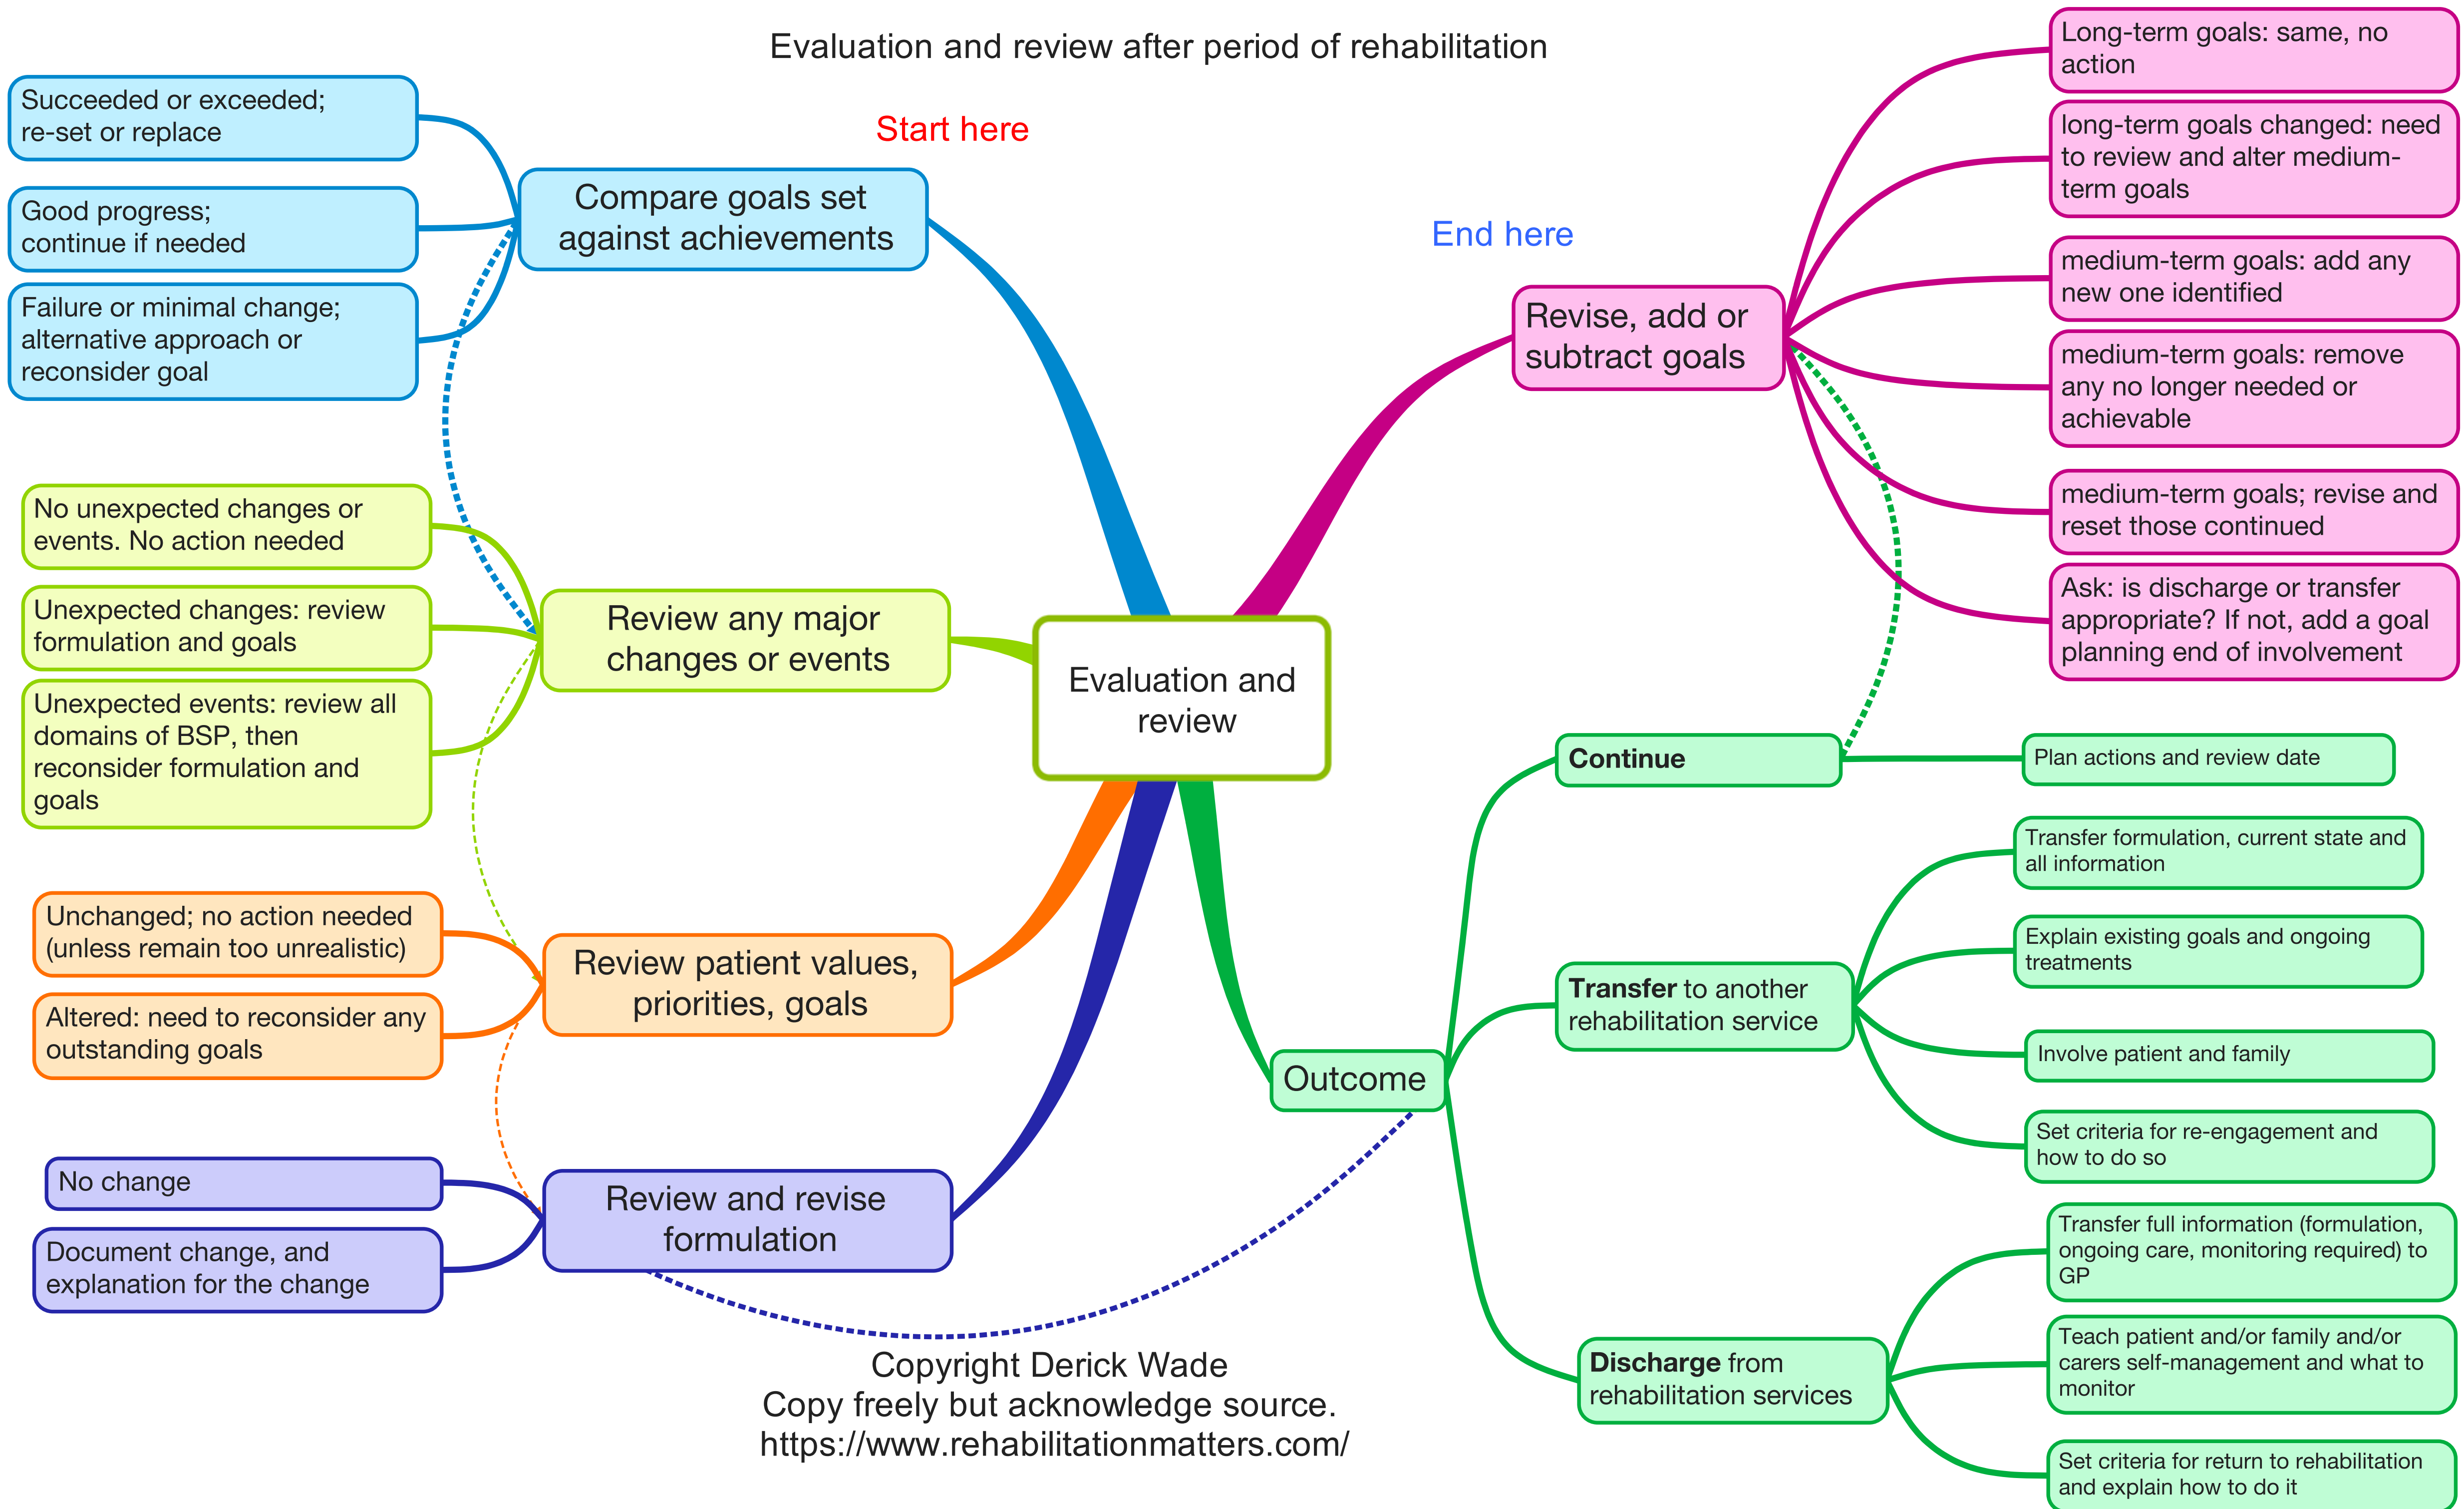 Evaluation and review after period of rehabilitation
Start here
Compare goals set
against achievements
Succeeded or exceeded;
re-set or replace
Good progress;
continue if needed
Failure or minimal change;
alternative approach or
reconsider goal
Review any major
changes or events
No unexpected changes or
events. No action needed
Unexpected changes: review
formulation and goals
Unexpected events: review all
domains of BSP, then
reconsider formulation and
goals
Review patient values,
priorities, goals
Unchanged; no action needed
(unless remain too unrealistic)
Altered: need to reconsider any
outstanding goals
Review and revise
formulation
No change
Document change, and
explanation for the change
Evaluation and
review
End here
Revise, add or
subtract goals
Long-term goals: same, no
action
long-term goals changed: need
to review and alter medium-
term goals
medium-term goals: add any
new one identified
medium-term goals: remove
any no longer needed or
achievable
medium-term goals; revise and
reset those continued
Ask: is discharge or transfer
appropriate? If not, add a goal
planning end of involvement
Outcome
Continue
Plan actions and review date
Transfer to another
rehabilitation service
Transfer formulation, current state and
all information
Explain existing goals and ongoing
treatments
Involve patient and family
Set criteria for re-engagement and
how to do so
Discharge from
rehabilitation services
Transfer full information (formulation,
ongoing care, monitoring required) to
GP
Teach patient and/or family and/or
carers self-management and what to
monitor
Set criteria for return to rehabilitation
and explain how to do it
Copyright Derick Wade
Copy freely but acknowledge source.
https://www.rehabilitationmatters.com/